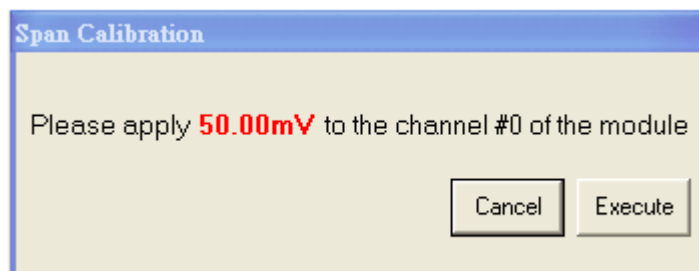 Span Calibration
Please apply 50.00mV to the channel #0 of the module
Cancel Execute